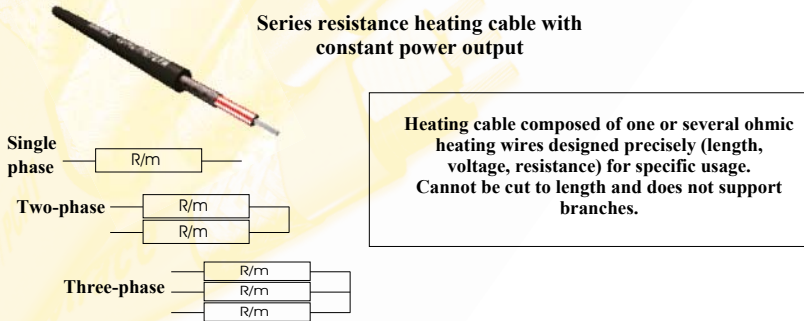 Series resistance heating cable with
constant power output
Single
phase
R/m
Two-phase
R/m
R/m
Three-phase
R/m
R/m
R/m
Heating cable composed of one or several ohmic
heating wires designed precisely (length,
voltage, resistance) for specific usage.
Cannot be cut to length and does not support
branches.